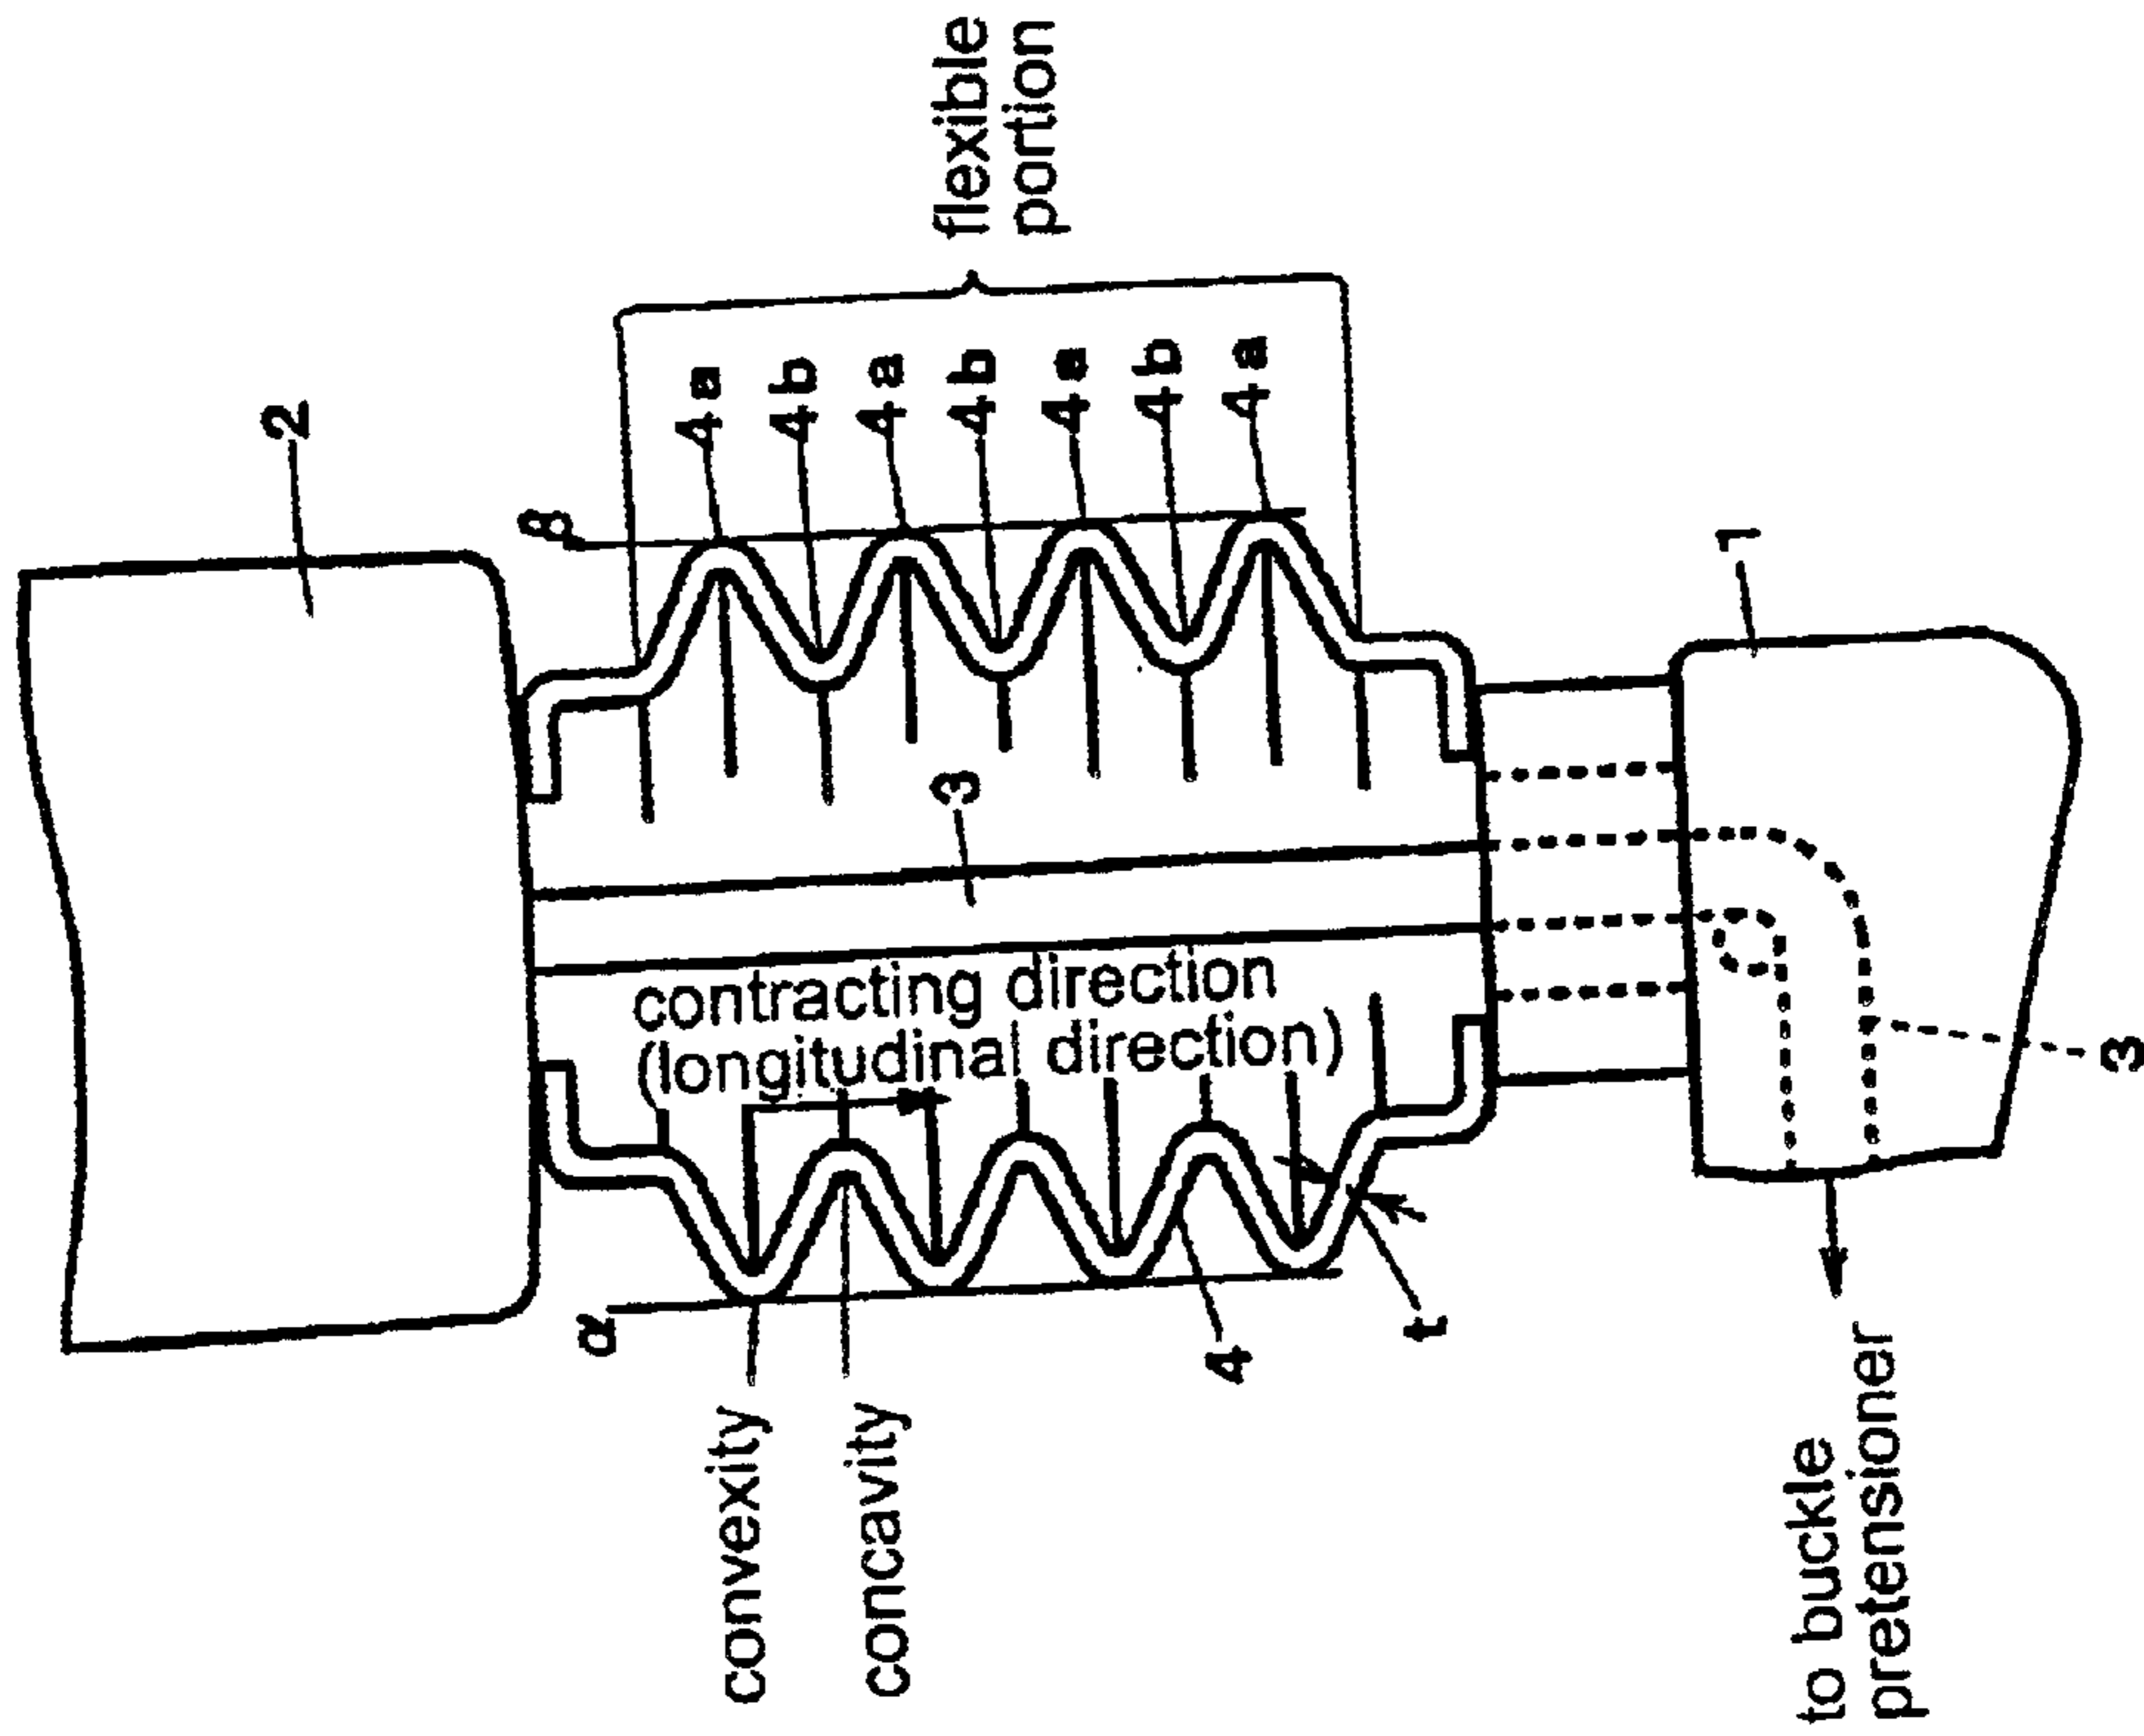 flexible
portion
2
4a
4b
4a
4b
4a
4b
4a
β
1
3
contracting direction
(longitudinal direction)
3
α
4
t
convexity
concavity
to buckle
pretensioner